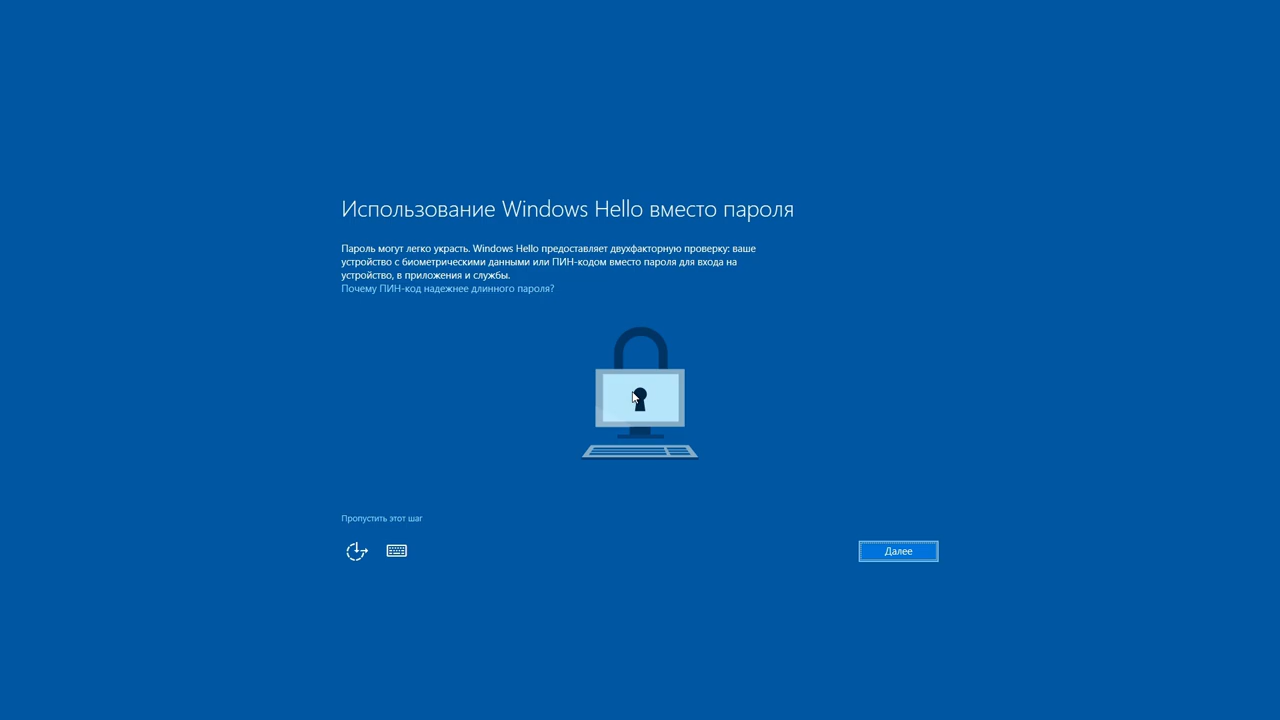 Использование Windows Hello вместо пароля
Пароль могут легко украсть. Windows Hello предоставляет двухфакторную проверку: ваше
устройство с биометрическими данными или ПИН-кодом вместо пароля для входа на
устройство, в приложения и службы.
Почему ПИН-код надежнее длинного пароля?
Пропустить этот шаг
Далее